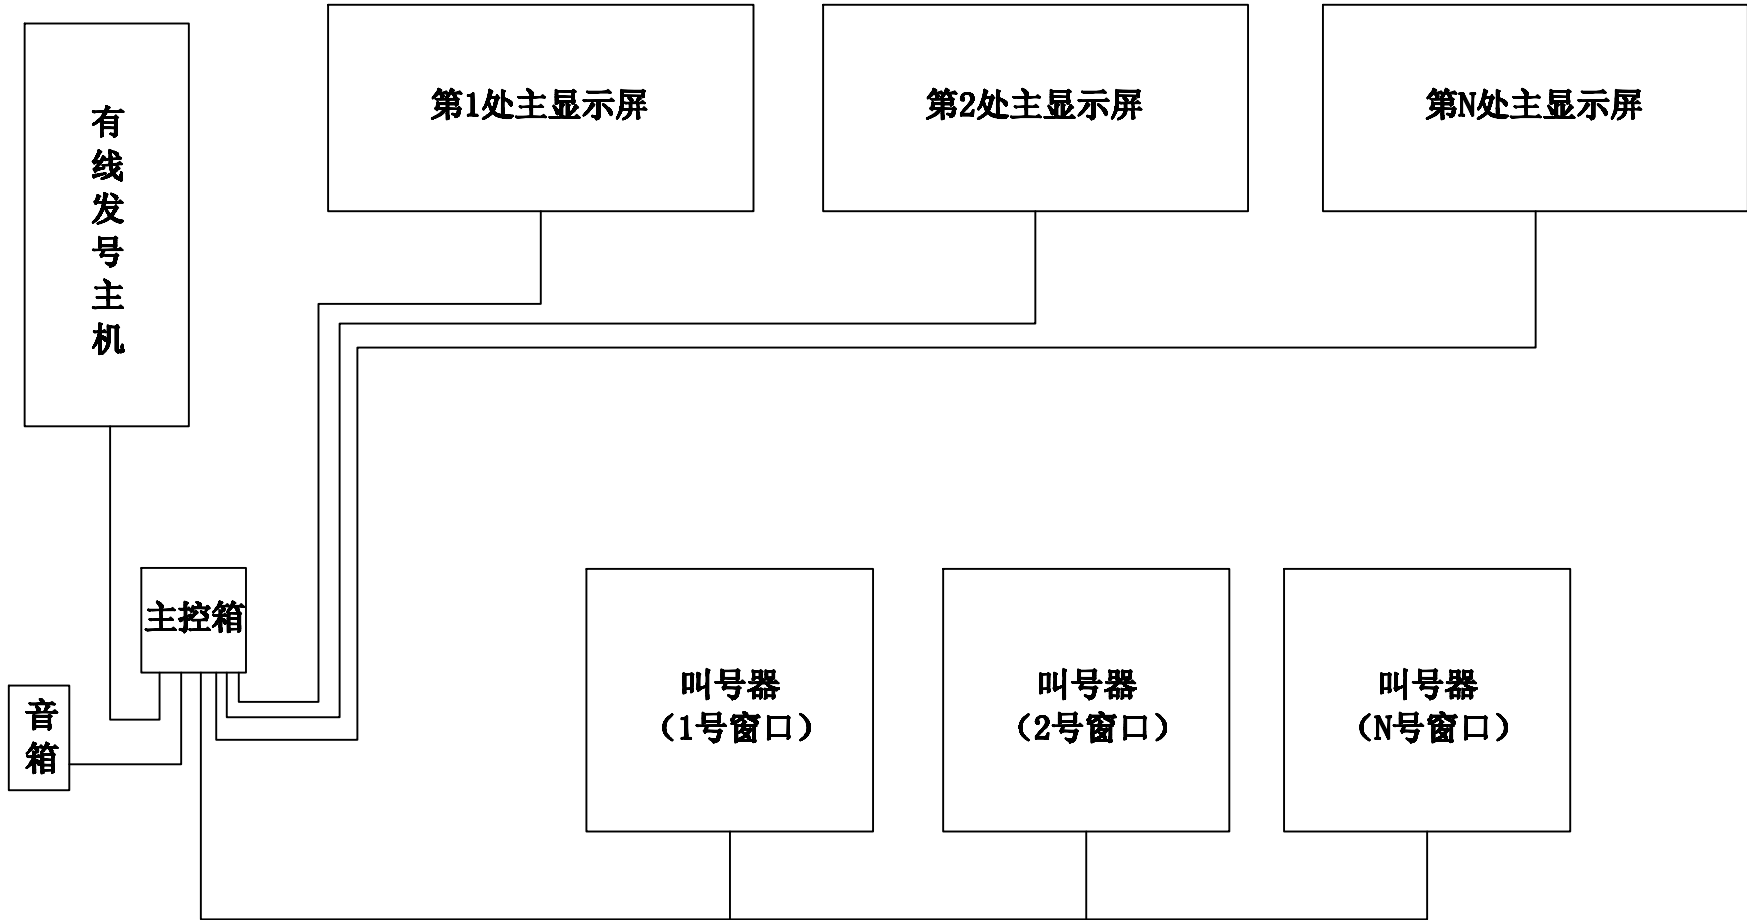 有线发号主机
第1处主显示屏
第2处主显示屏
第N处主显示屏
主控箱
音箱
叫号器
（1号窗口）
叫号器
（2号窗口）
叫号器
（N号窗口）